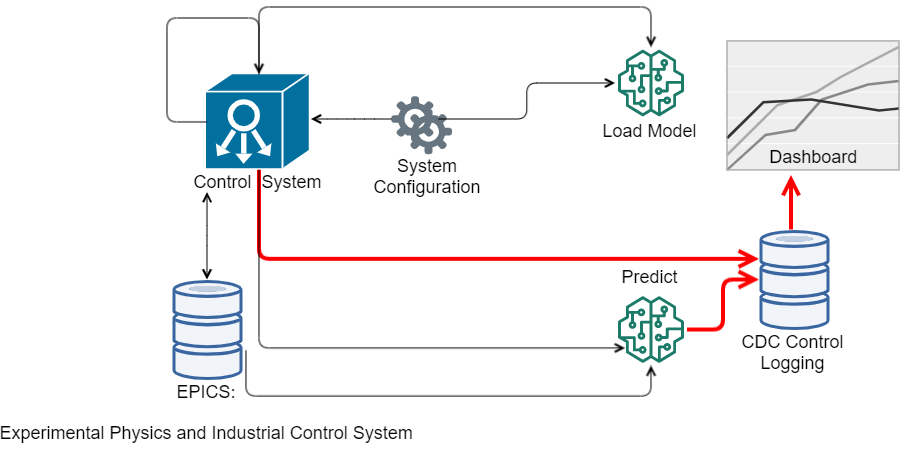 Load Model
Dashboard
System
Configuration
Control System
Predict
CDC Control
Logging
EPICS:
Experimental Physics and Industrial Control System